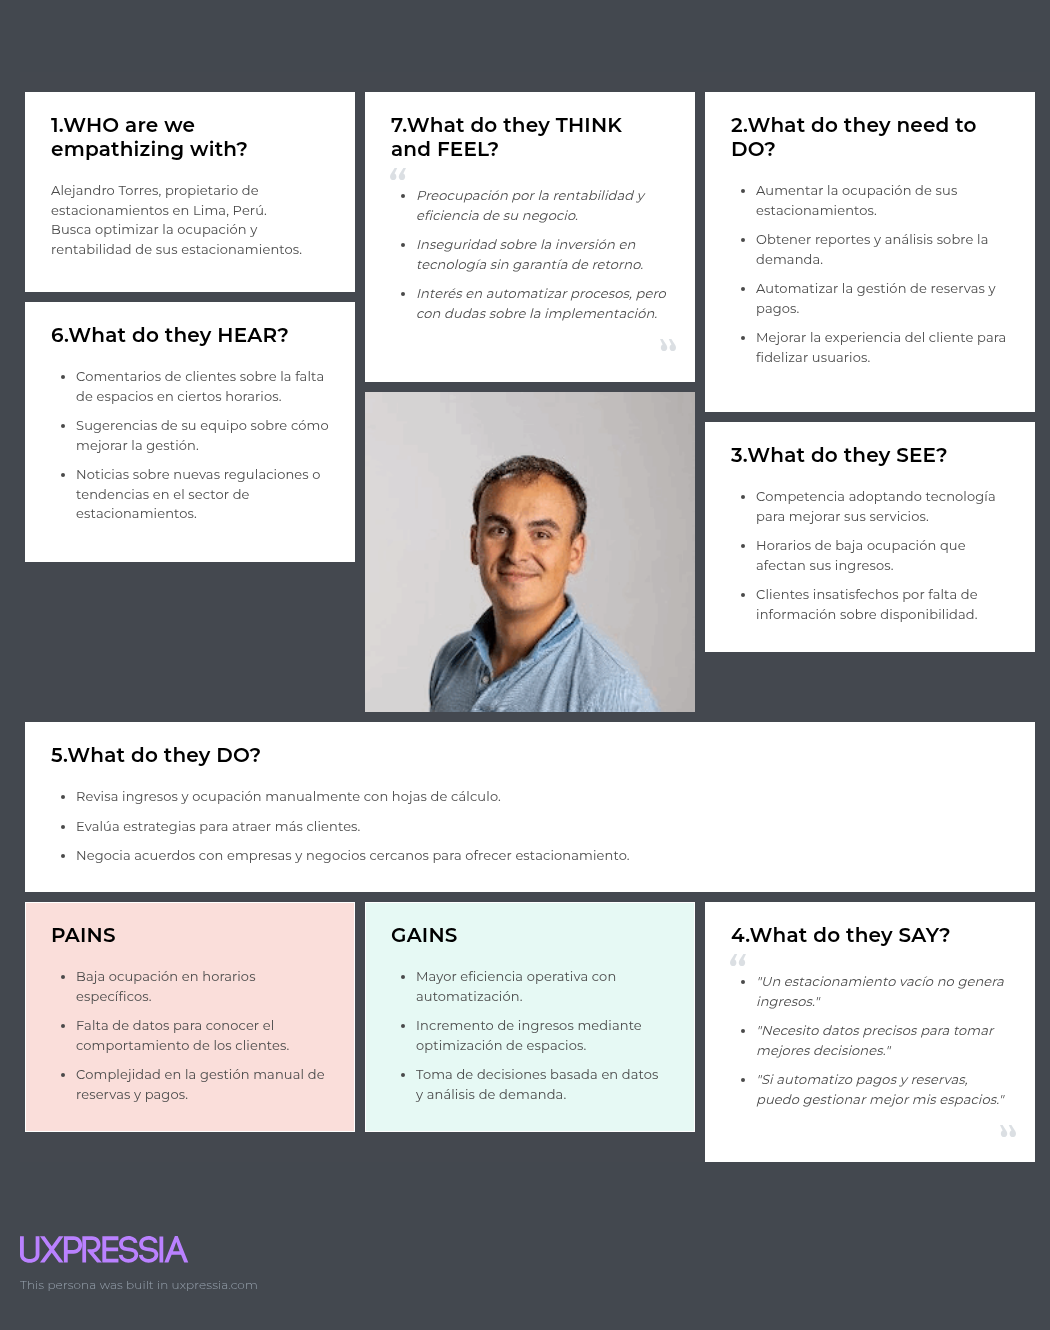 1.WHO are we
empathizing with?
Alejandro Torres, propietario de
estacionamientos en Lima, Perú.
Busca optimizar la ocupación y
rentabilidad de sus estacionamientos.
7.What do they THINK
and FEEL?
“
• Preocupación por la rentabilidad y
eficiencia de su negocio.
• Inseguridad sobre la inversión en
tecnología sin garantía de retorno.
• Interés en automatizar procesos, pero
con dudas sobre la implementación.
”
2.What do they need to
DO?
• Aumentar la ocupación de sus
estacionamientos.
• Obtener reportes y análisis sobre la
demanda.
• Automatizar la gestión de reservas y
pagos.
• Mejorar la experiencia del cliente para
fidelizar usuarios.
6.What do they HEAR?
• Comentarios de clientes sobre la falta
de espacios en ciertos horarios.
• Sugerencias de su equipo sobre cómo
mejorar la gestión.
• Noticias sobre nuevas regulaciones o
tendencias en el sector de
estacionamientos.
3.What do they SEE?
• Competencia adoptando tecnología
para mejorar sus servicios.
• Horarios de baja ocupación que
afectan sus ingresos.
• Clientes insatisfechos por falta de
información sobre disponibilidad.
5.What do they DO?
• Revisa ingresos y ocupación manualmente con hojas de cálculo.
• Evalúa estrategias para atraer más clientes.
• Negocia acuerdos con empresas y negocios cercanos para ofrecer estacionamiento.
PAINS
• Baja ocupación en horarios
específicos.
• Falta de datos para conocer el
comportamiento de los clientes.
• Complejidad en la gestión manual de
reservas y pagos.
GAINS
• Mayor eficiencia operativa con
automatización.
• Incremento de ingresos mediante
optimización de espacios.
• Toma de decisiones basada en datos
y análisis de demanda.
4.What do they SAY?
“
• "Un estacionamiento vacío no genera
ingresos."
• "Necesito datos precisos para tomar
mejores decisiones."
• "Si automatizo pagos y reservas,
puedo gestionar mejor mis espacios."
”
UXPRESSIA
This persona was built in uxpressia.com